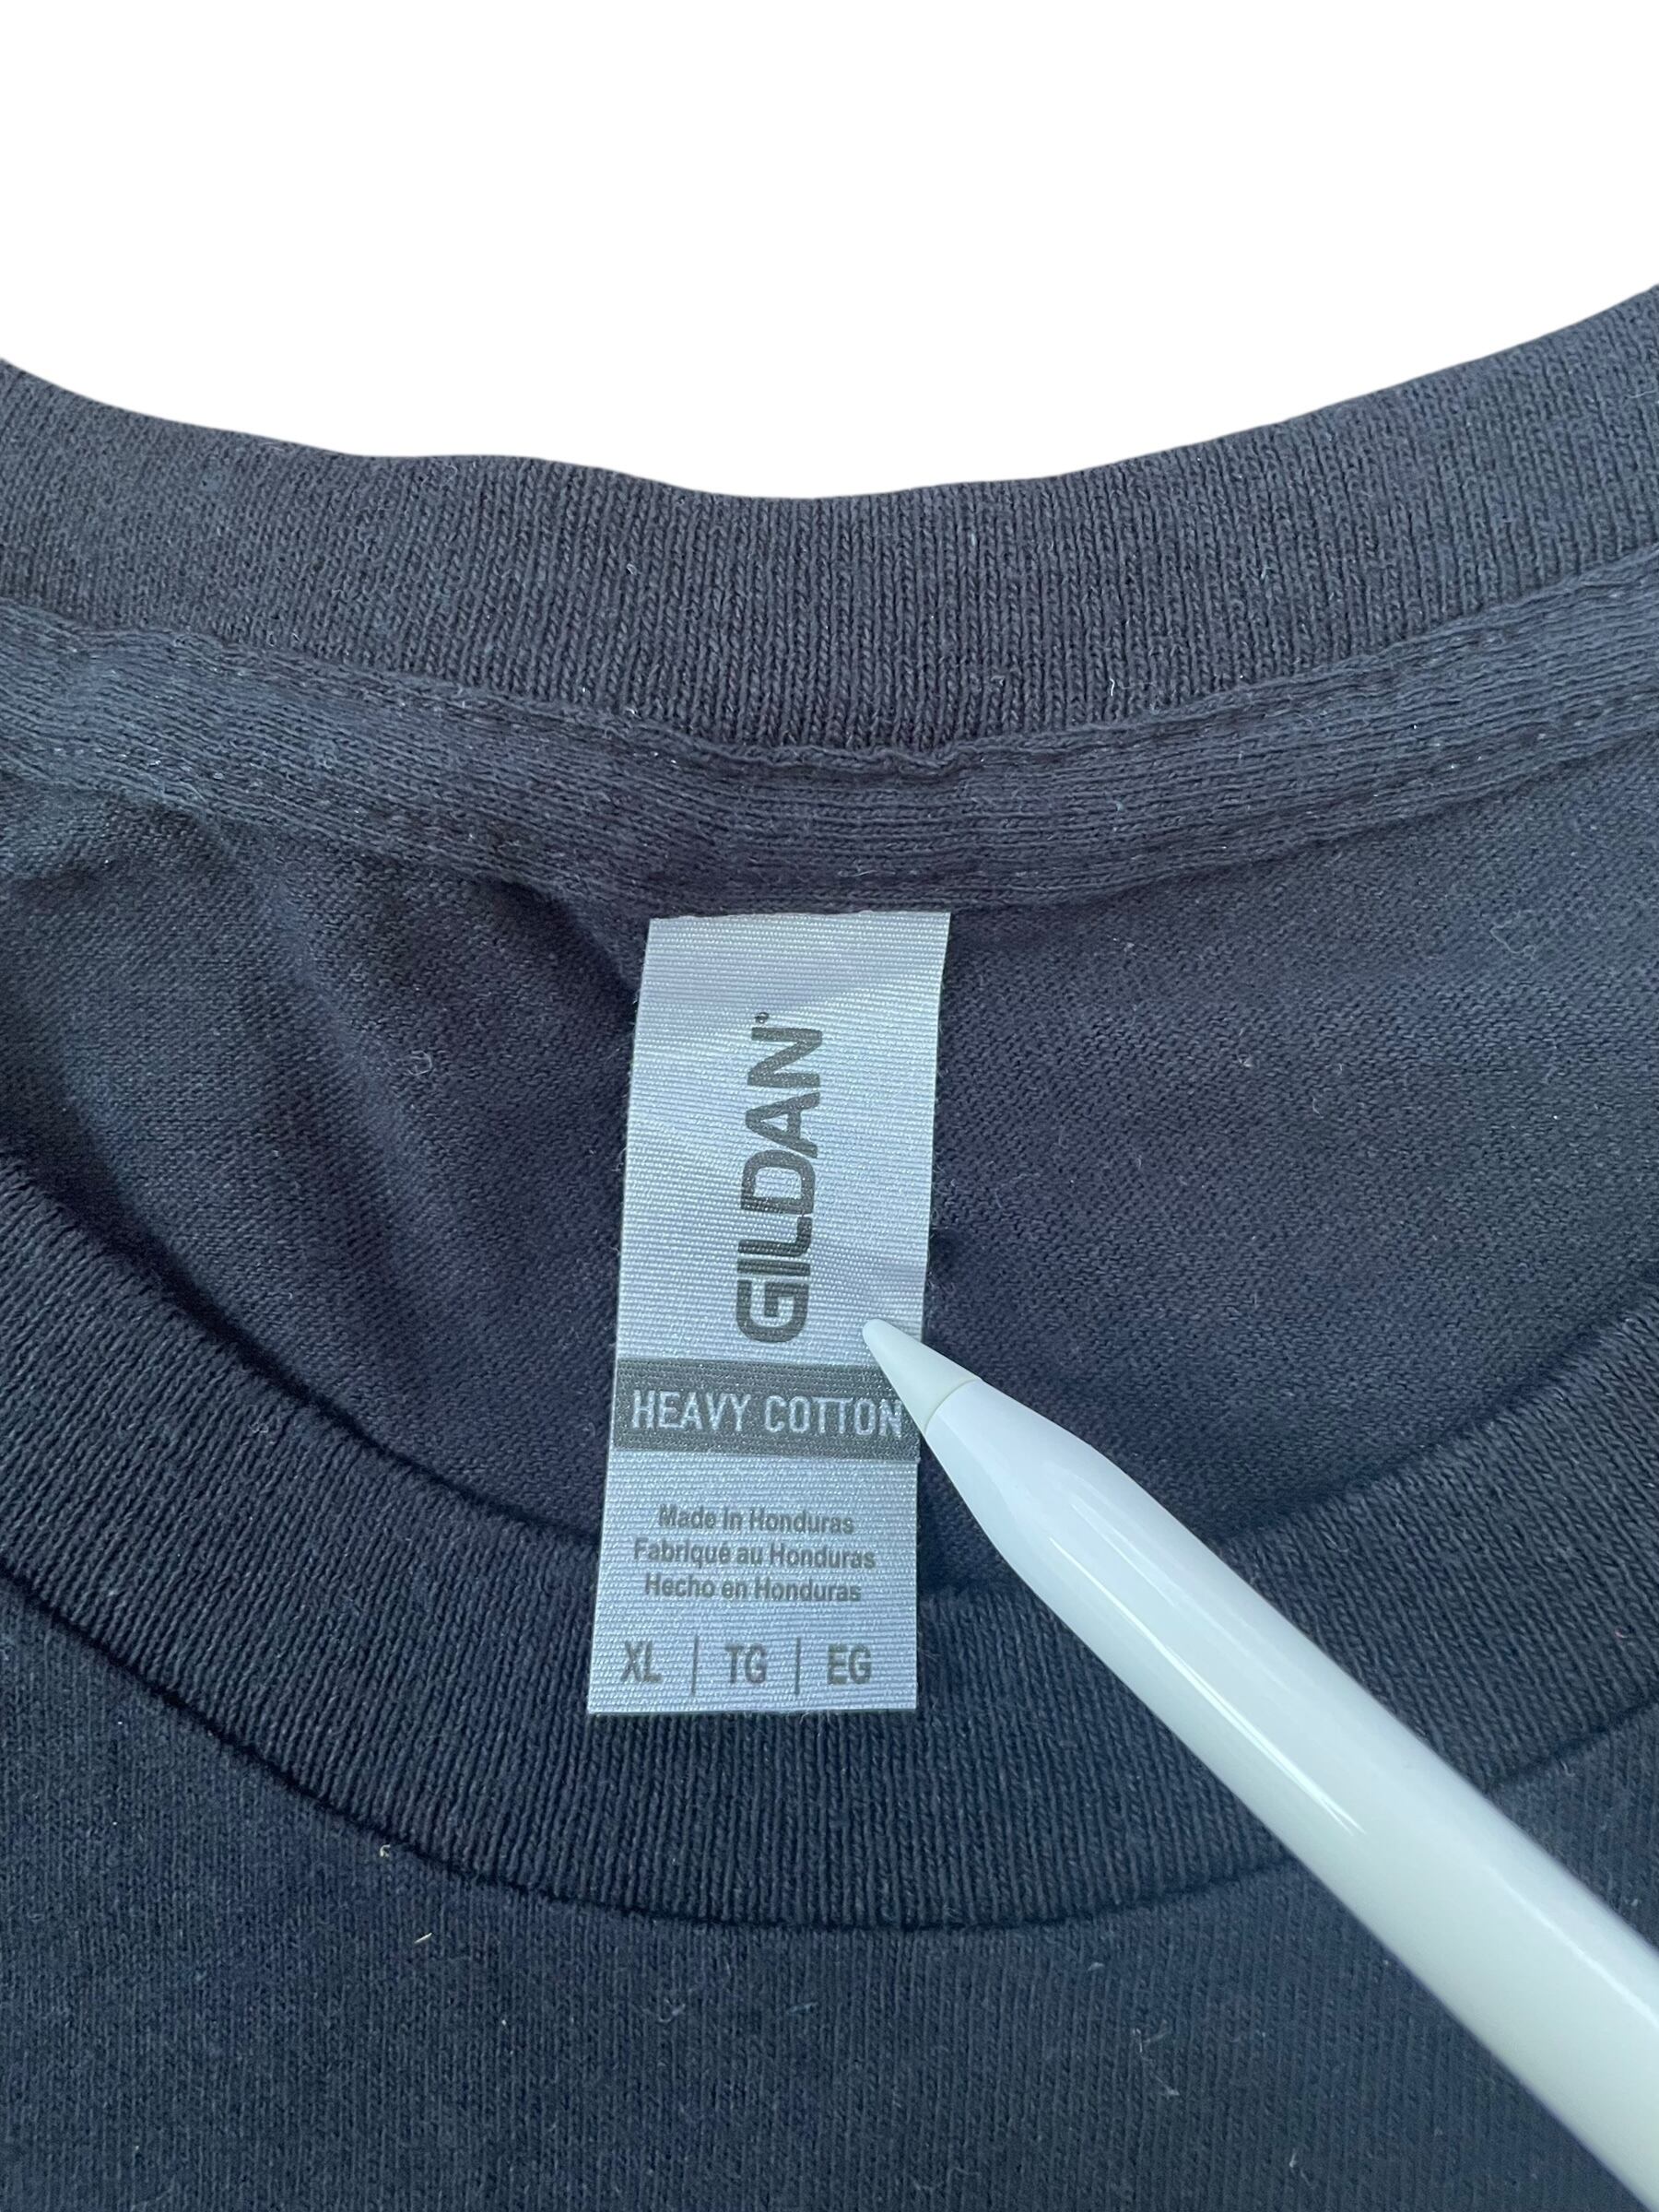 GILDAN®
HEAVY COTTON
Made in Honduras
Fabriqué au Honduras
Hecho en Honduras
XL | TG | EG